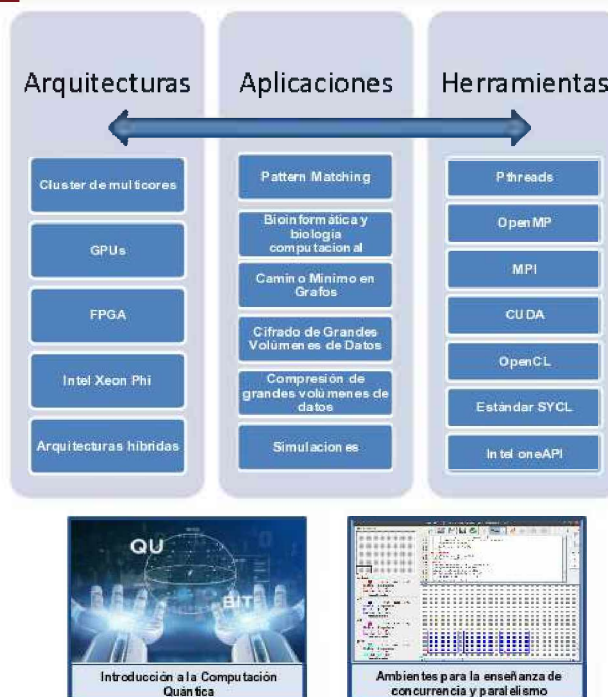 Arquitecturas
Cluster de multicores
GPUs
FPGA
Intel Xeon Phi
Arquitecturas híbridas
Aplicaciones
Pattern Matching
Bioinformática y
biología
computacional
Camino Mínimo en
Grafos
Cifrado de Grandes
Volúmenes de Datos
Compresión de
grandes volúmenes de
datos
Simulaciones
Herramientas
Pthreads
OpenMP
MPI
CUDA
OpenCL
Estándar SYCL
Intel oneAPI
QU
BIT
Introducción a la Computación
Quántica
Ambientes para la enseñanza de
concurrencia y paralelismo